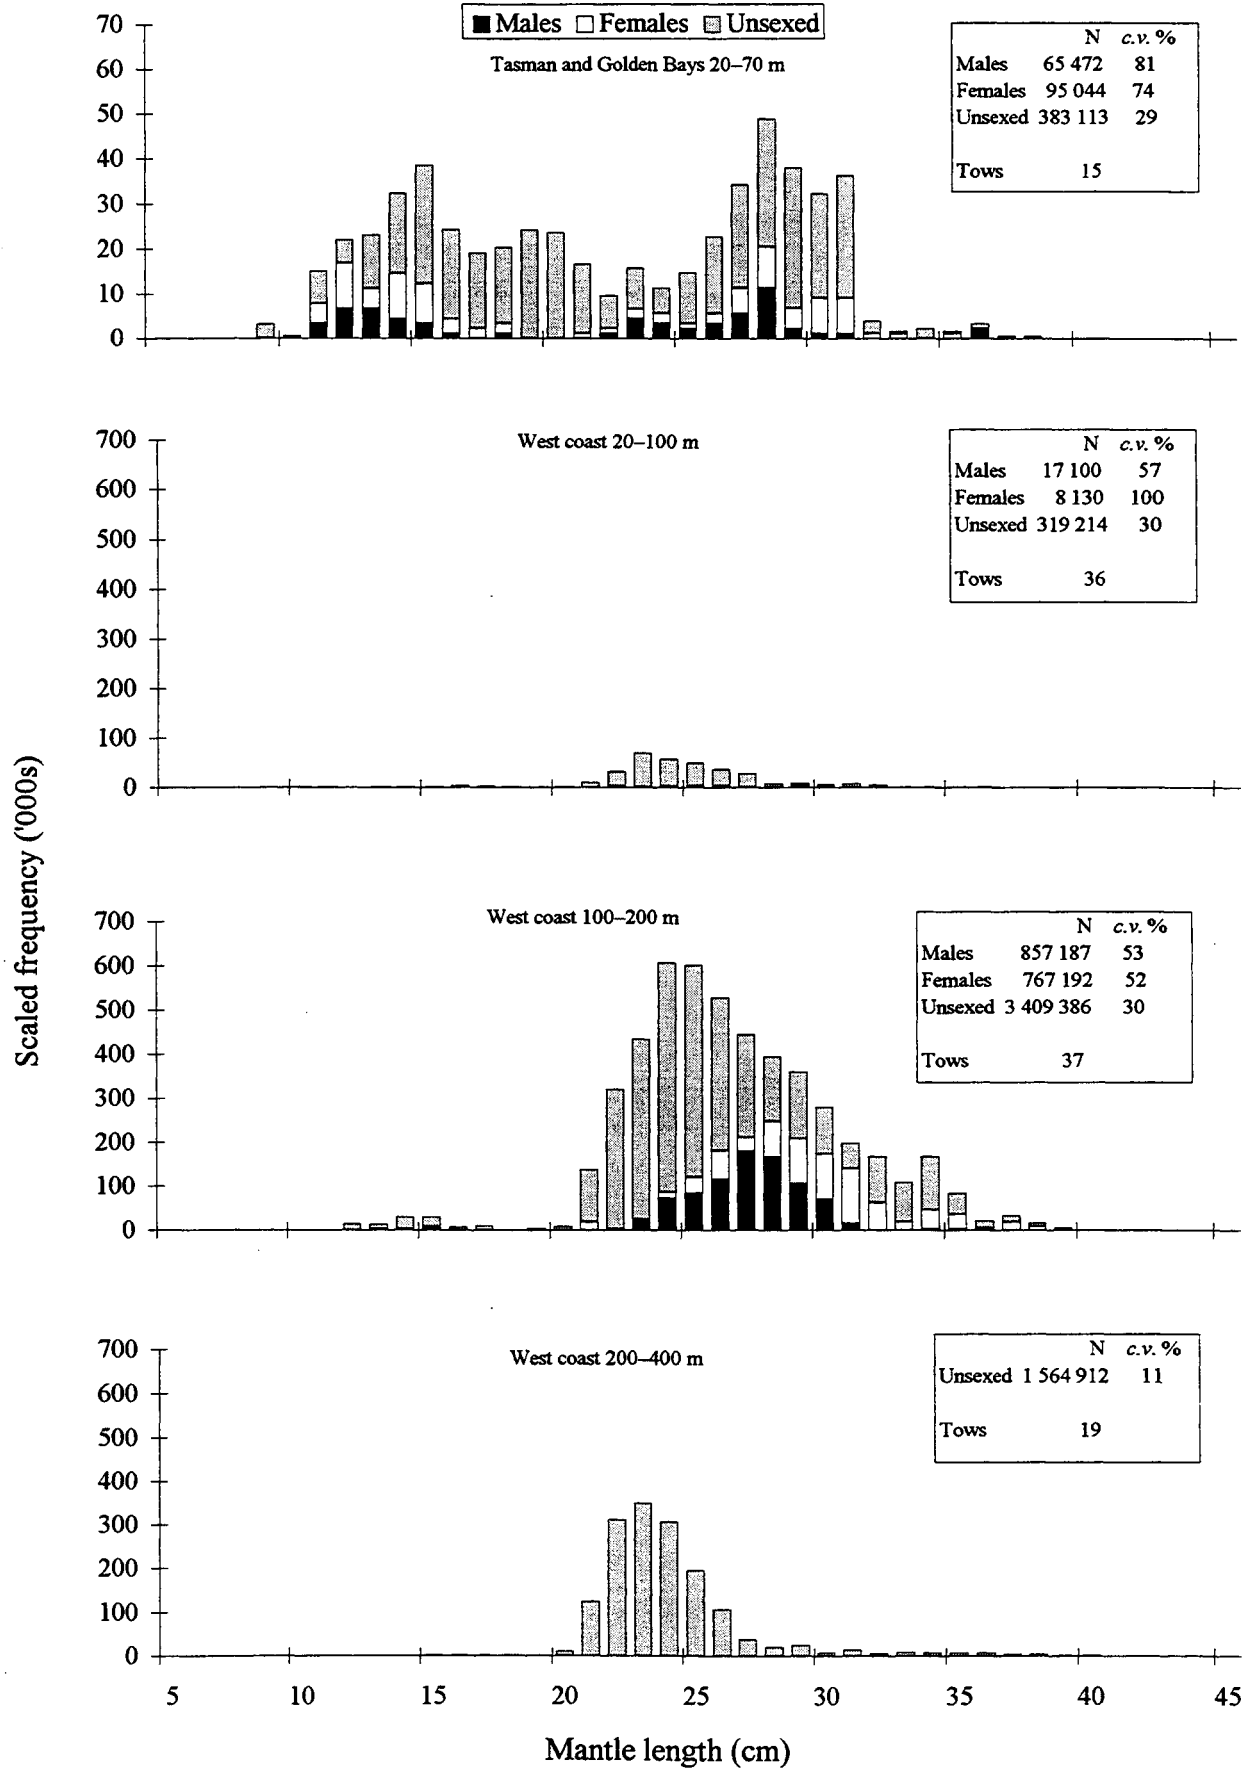 Males Females Unsexed
Tasman and Golden Bays 20–70 m
70
60
50
40
30
20
10
0
N c.v. %
Males 65 472 81
Females 95 044 74
Unsexed 383 113 29
Tows 15
West coast 20–100 m
700
600
500
400
300
200
100
0
N c.v. %
Males 17 100 57
Females 8 130 100
Unsexed 319 214 30
Tows 36
Scaled frequency ('000s)
West coast 100–200 m
700
600
500
400
300
200
100
0
N c.v. %
Males 857 187 53
Females 767 192 52
Unsexed 3 409 386 30
Tows 37
West coast 200–400 m
700
600
500
400
300
200
100
0
N c.v. %
Unsexed 1 564 912 11
Tows 19
5 10 15 20 25 30 35 40 45
Mantle length (cm)